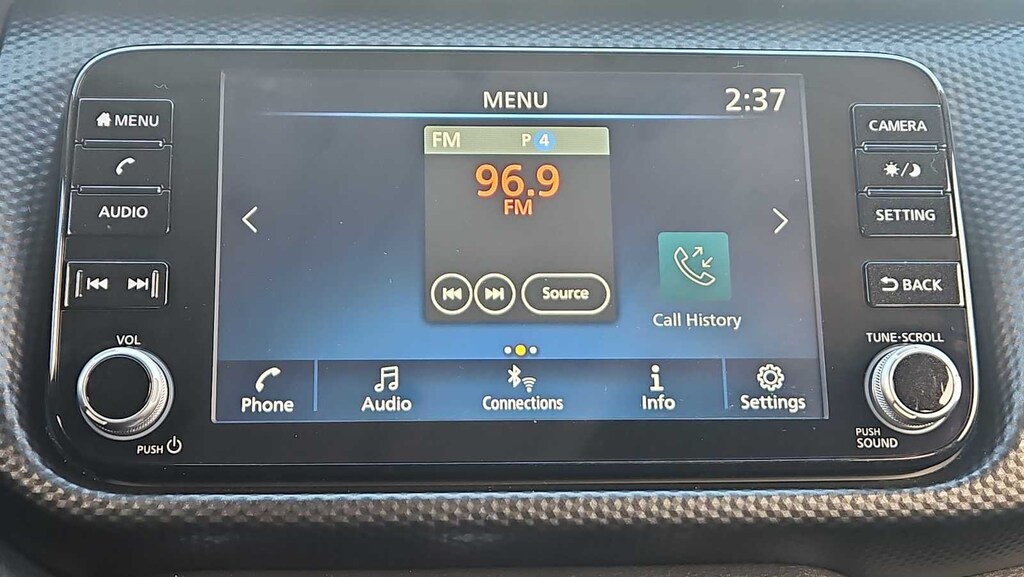 MENU
AUDIO
VOL
PUSH
MENU
2:37
FM P 4
96.9
FM
Source
Call History
Phone
Audio
Connections
Info
Settings
CAMERA
SETTING
BACK
TUNE·SCROLL
PUSH
SOUND